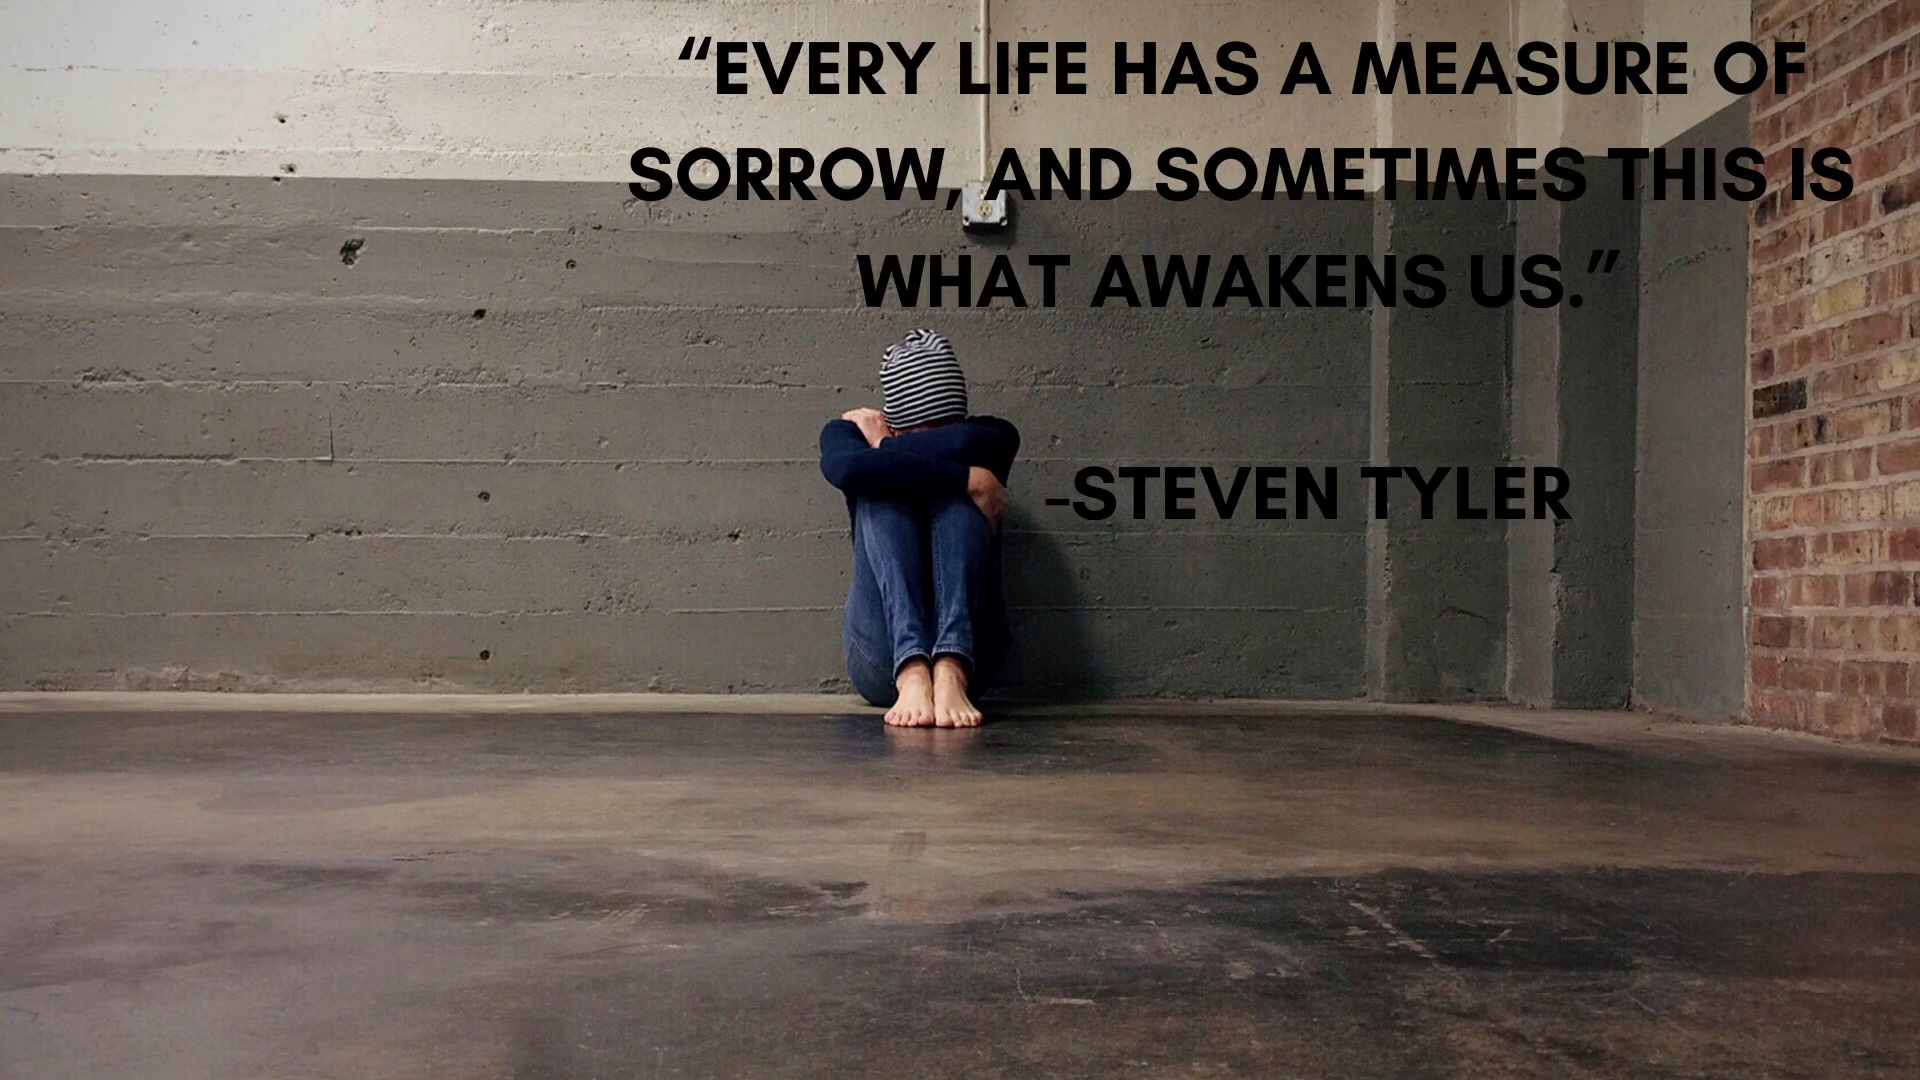 “EVERY LIFE HAS A MEASURE OF
SORROW, AND SOMETIMES THIS IS
WHAT AWAKENS US.”
-STEVEN TYLER